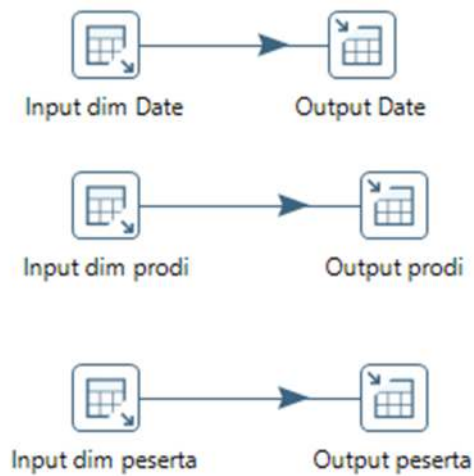 Input dim Date
Output Date
Input dim prodi
Output prodi
Input dim peserta
Output peserta